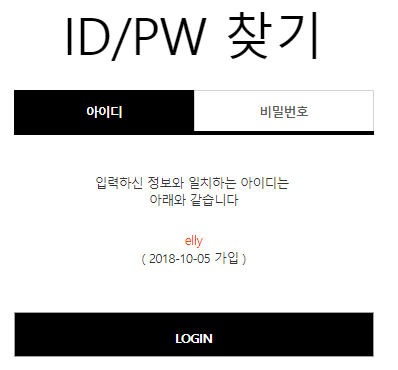 ID/PW 찾기
아이디
비밀번호
입력하신 정보와 일치하는 아이디는
아래와 같습니다
elly
( 2018-10-05 가입 )
LOGIN